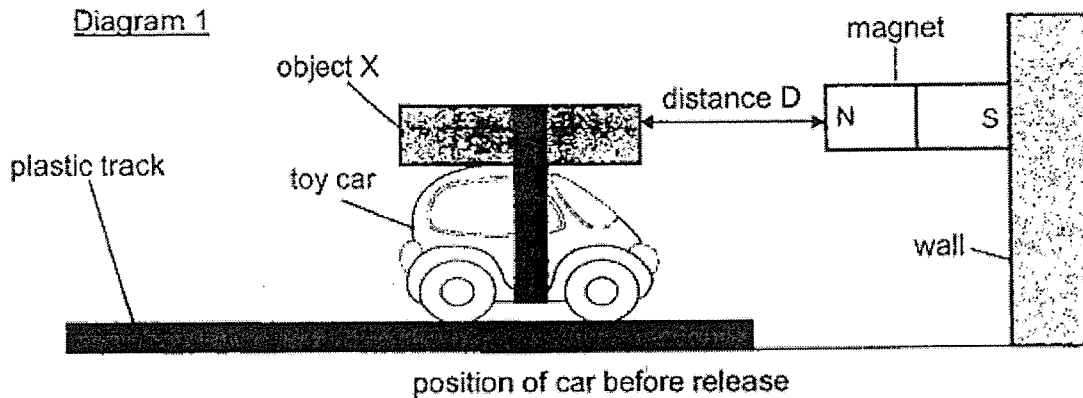 Diagram 1
magnet
object X
distance D
N
S
plastic track
toy car
wall
position of car before release